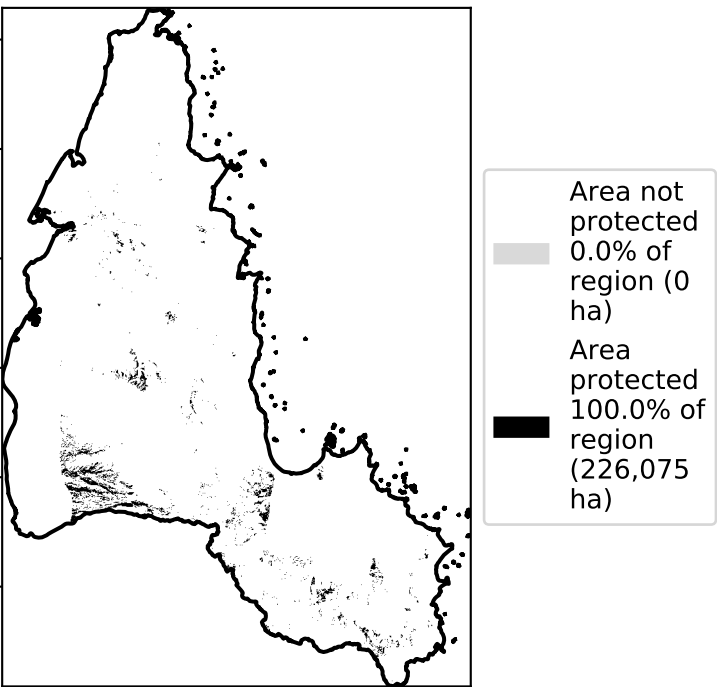 Area not
protected
0.0% of
region (0
ha)
Area
protected
100.0% of
region
(226,075
ha)